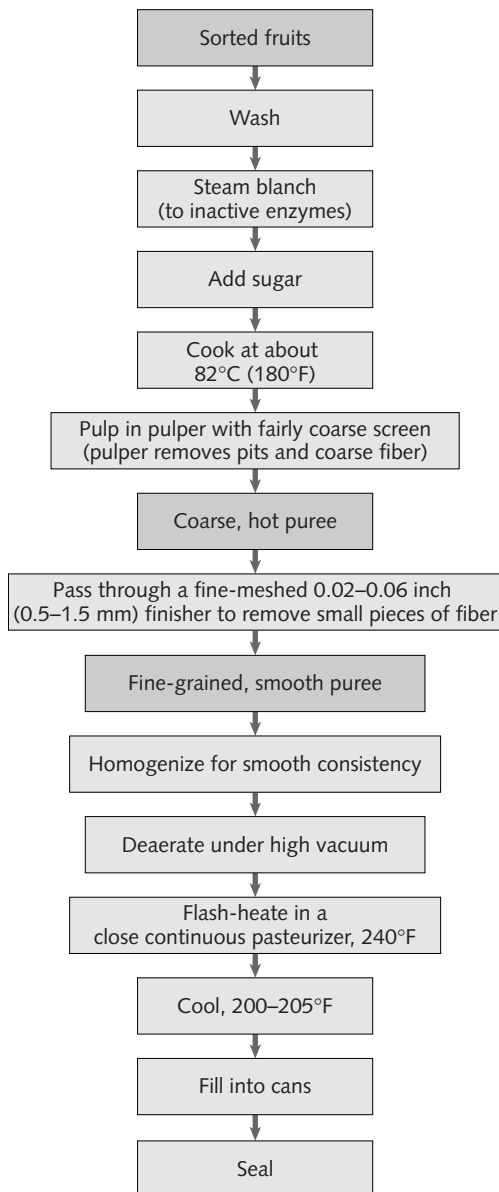 Sorted fruits
Wash
Steam blanch
(to inactive enzymes)
Add sugar
Cook at about
82°C (180°F)
Pulp in pulper with fairly coarse screen
(pulper removes pits and coarse fiber)
Coarse, hot puree
Pass through a fine-meshed 0.02–0.06 inch
(0.5–1.5 mm) finisher to remove small pieces of fiber
Fine-grained, smooth puree
Homogenize for smooth consistency
Deaerate under high vacuum
Flash-heate in a
close continuous pasteurizer, 240°F
Cool, 200–205°F
Fill into cans
Seal